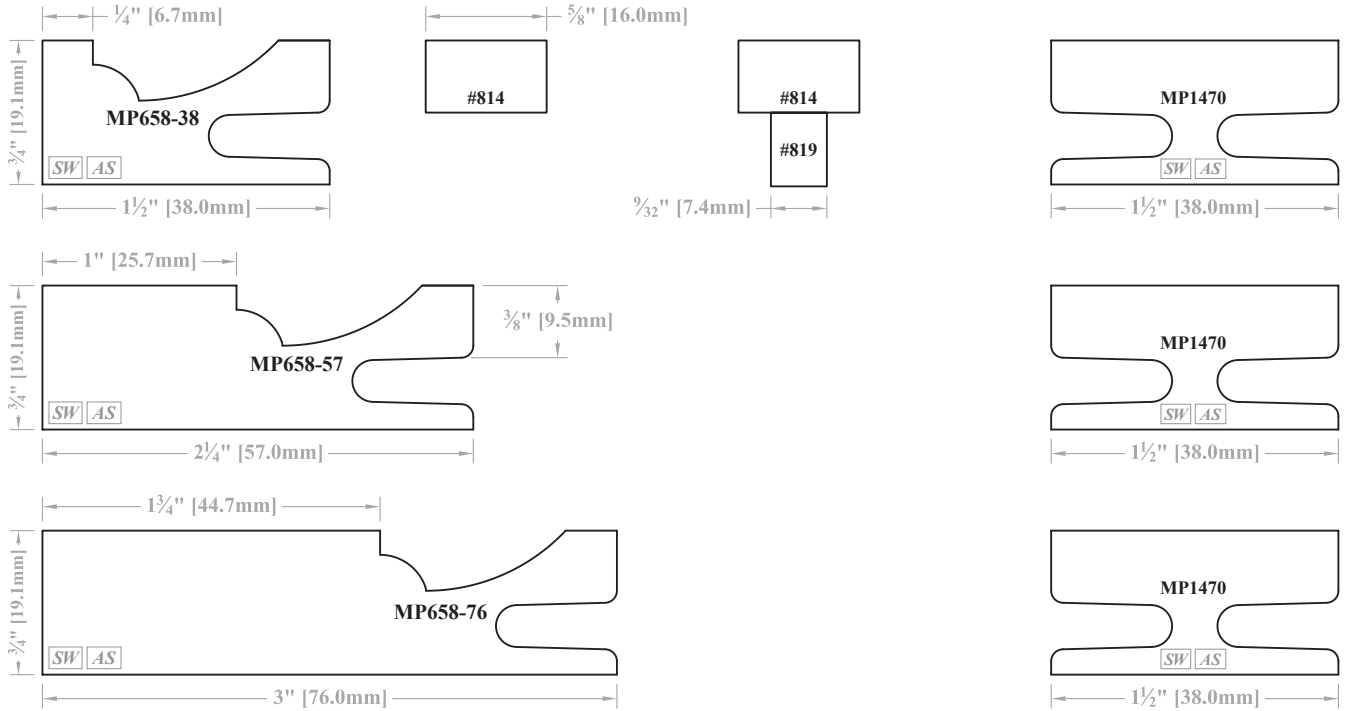 ¼" [6.7mm]
⅝" [16.0mm]
¾" [19.1mm]
MP658-38
SW AS
1½" [38.0mm]
#814
#814
#819
9/32" [7.4mm]
MP1470
SW AS
1½" [38.0mm]
1" [25.7mm]
¾" [19.1mm]
MP658-57
SW AS
2¼" [57.0mm]
⅜" [9.5mm]
MP1470
SW AS
1½" [38.0mm]
1¾" [44.7mm]
¾" [19.1mm]
MP658-76
SW AS
3" [76.0mm]
MP1470
SW AS
1½" [38.0mm]